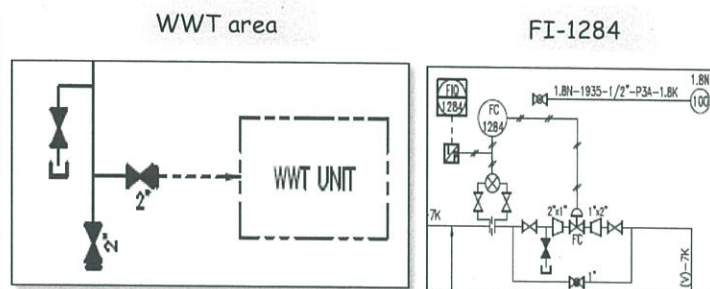 WWT area
2"
2"
WWT UNIT
FI-1284
1.8N
1.8N-1935-1/2"-P3A-1.8K
100
FIQ
1284
FC
1284
7K
2"x1"
1"x2"
FC
1"
(V)-7K